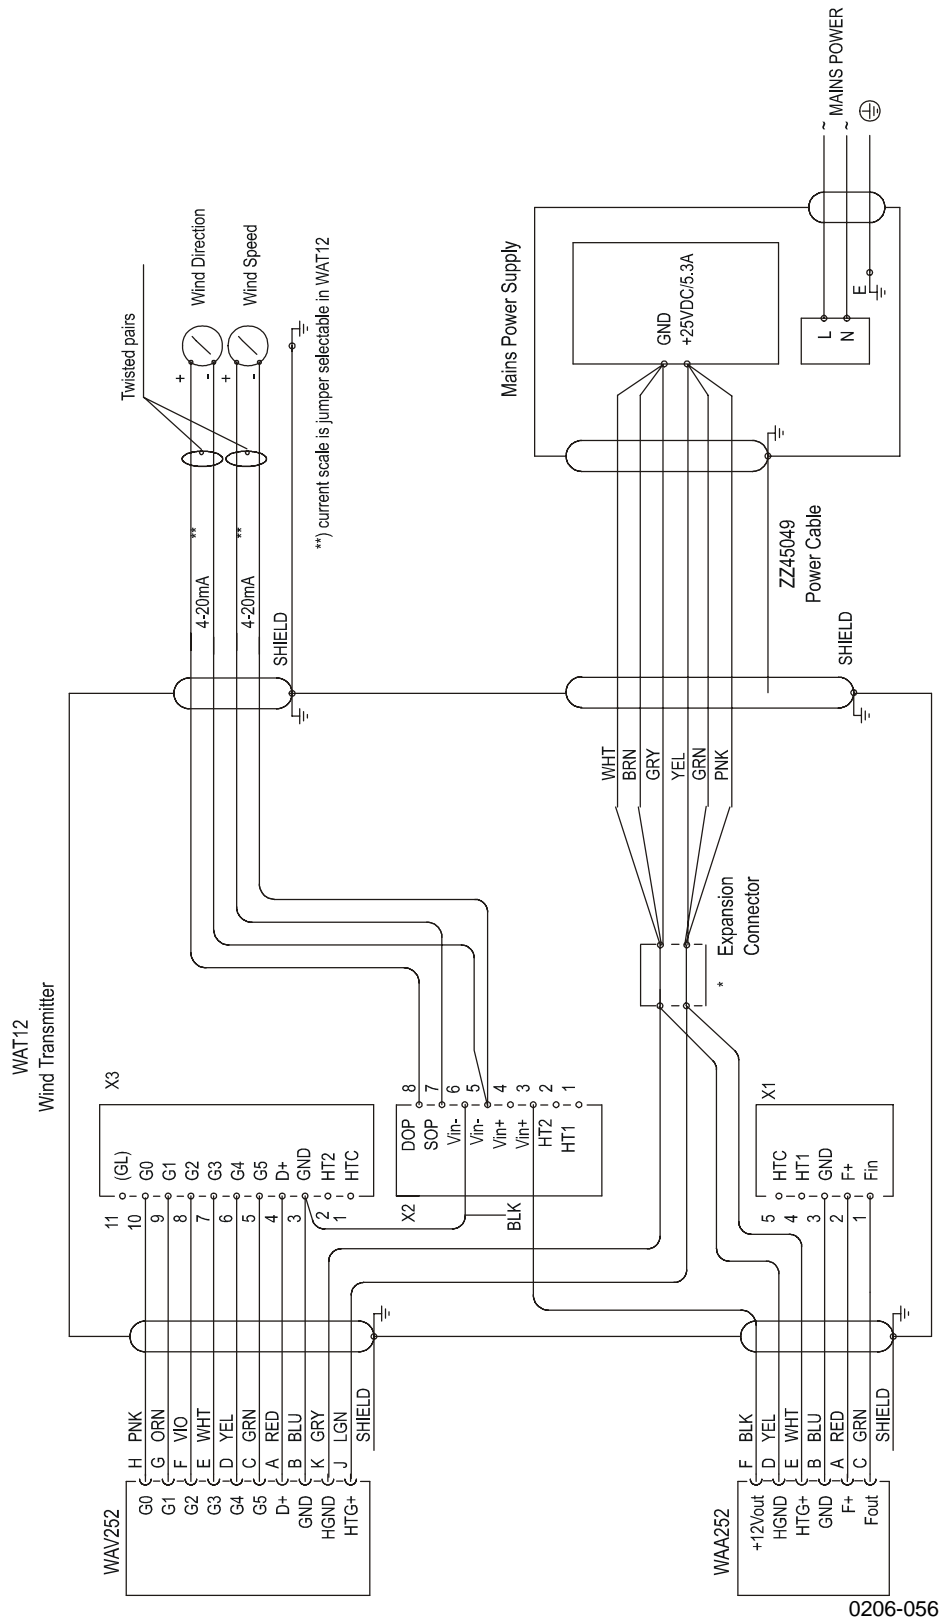 WAT12
Wind Transmitter
Twisted pairs
+
-
+
-
Wind Direction
Wind Speed
4-20mA
**
4-20mA
**
SHIELD
**) current scale is jumper selectable in WAT12
Mains Power Supply
GND
+25VDC/5.3A
L
N
E
~
~
MAINS POWER
ZZ45049
Power Cable
SHIELD
WHT
BRN
GRY
YEL
GRN
PNK
*
Expansion
Connector
X3
11 (GL)
10 G0
9 G1
8 G2
7 G3
6 G4
5 G5
4 D+
3 GND
2 HT2
1 HTC
X2
DOP 8
SOP 7
Vin- 6
Vin- 5
Vin+ 4
Vin+ 3
HT2 2
HT1 1
BLK
X1
5 HTC
4 HT1
3 GND
2 F+
1 Fin
WAV252
G0 H PNK
G1 G ORN
G2 F VIO
G3 E WHT
G4 D YEL
G5 C GRN
D+ A RED
GND B BLU
HGND K GRY
HTG+ J LGN
SHIELD
WAA252
+12Vout F BLK
HGND D YEL
HTG+ E WHT
GND B BLU
F+ A RED
Fout C GRN
SHIELD
0206-056